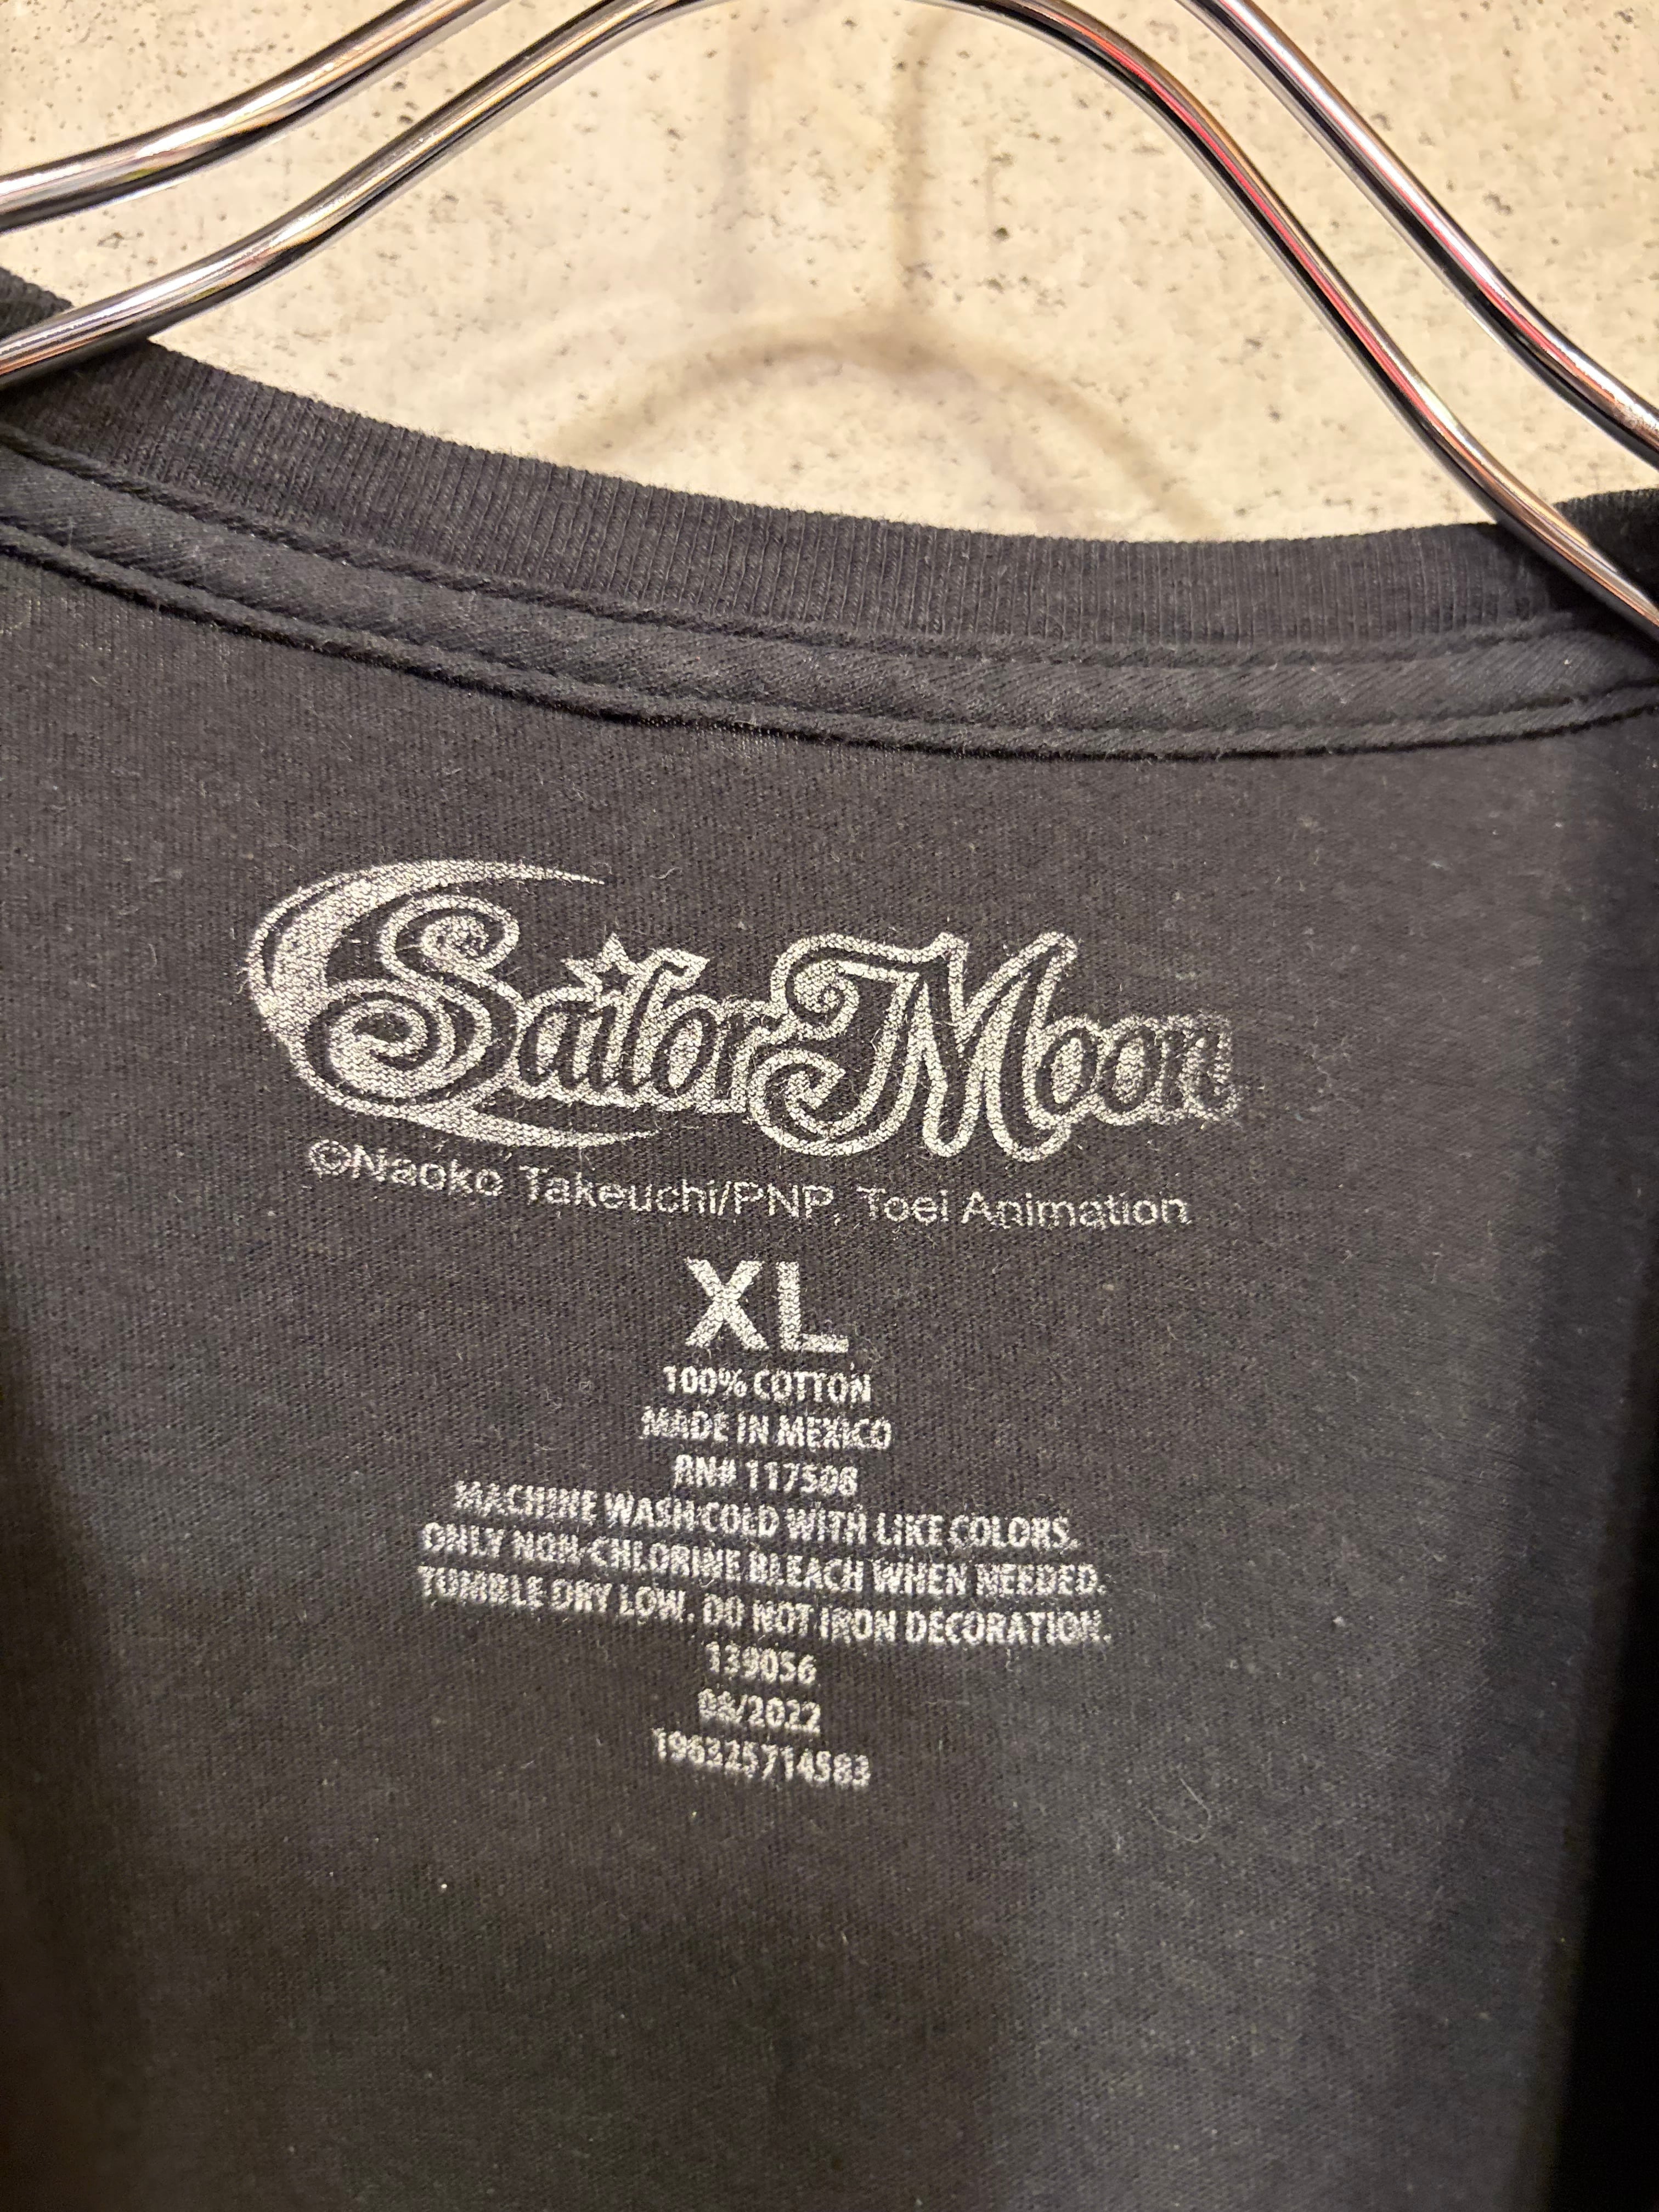 Sailor Moon
©Naoko Takeuchi/PNP, Toei Animation
XL
100% COTTON
MADE IN MEXICO
RN# 117508
MACHINE WASH COLD WITH LIKE COLORS.
ONLY NON-CHLORINE BLEACH WHEN NEEDED.
TUMBLE DRY LOW. DO NOT IRON DECORATION.
139056
08/2022
196325714583